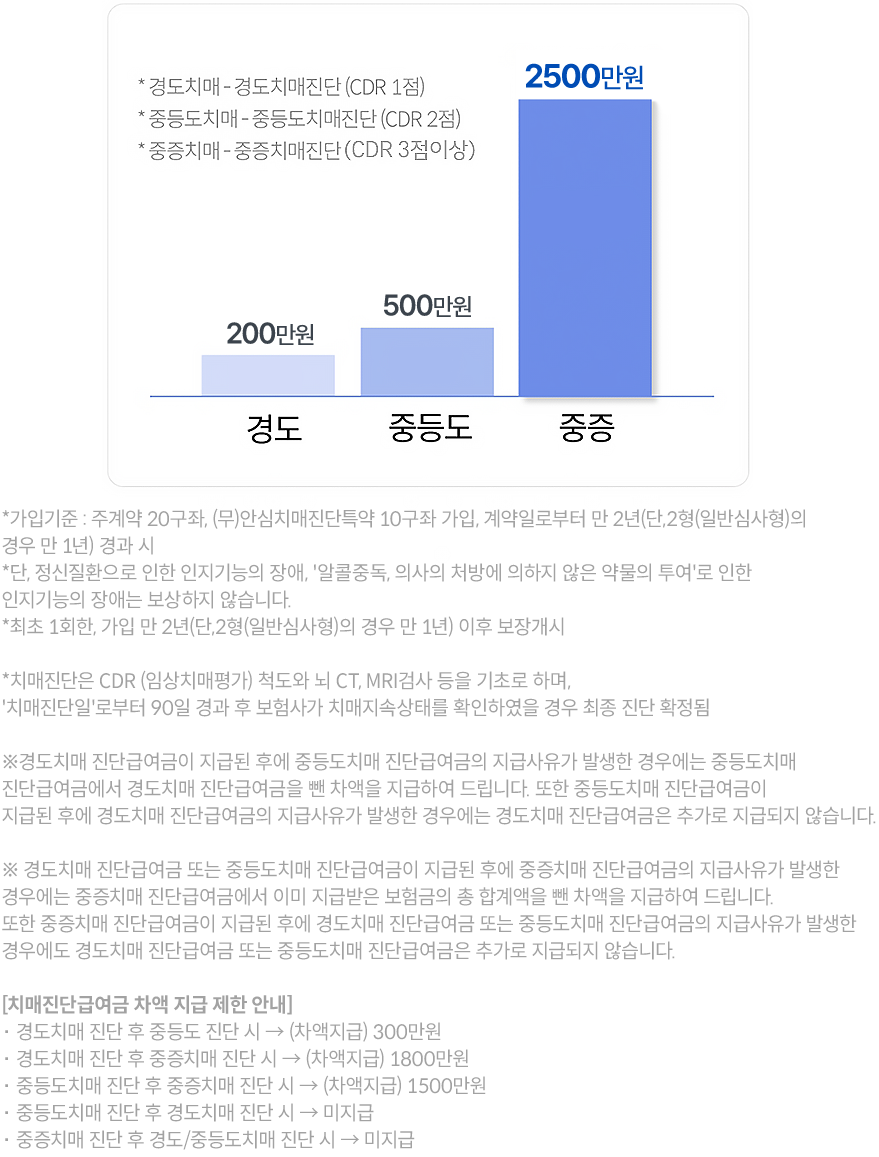 * 경도치매 - 경도치매진단 (CDR 1점)
* 중등도치매 - 중등도치매진단 (CDR 2점)
* 중증치매 - 중증치매진단 (CDR 3점이상)
2500만원
500만원
200만원
경도 중등도 중증
*가입기준 : 주계약 20구좌, (무)안심치매진단특약 10구좌 가입, 계약일로부터 만 2년(단,2형(일반심사형)의
경우 만 1년) 경과 시
*단, 정신질환으로 인한 인지기능의 장애, '알콜중독, 의사의 처방에 의하지 않은 약물의 투여'로 인한
인지기능의 장애는 보상하지 않습니다.
*최초 1회한, 가입 만 2년(단,2형(일반심사형)의 경우 만 1년) 이후 보장개시
*치매진단은 CDR (임상치매평가) 척도와 뇌 CT, MRI검사 등을 기초로 하며,
'치매진단일'로부터 90일 경과 후 보험사가 치매지속상태를 확인하였을 경우 최종 진단 확정됨
※경도치매 진단급여금이 지급된 후에 중등도치매 진단급여금의 지급사유가 발생한 경우에는 중등도치매
진단급여금에서 경도치매 진단급여금을 뺀 차액을 지급하여 드립니다. 또한 중등도치매 진단급여금이
지급된 후에 경도치매 진단급여금의 지급사유가 발생한 경우에는 경도치매 진단급여금은 추가로 지급되지 않습니다.
※ 경도치매 진단급여금 또는 중등도치매 진단급여금이 지급된 후에 중증치매 진단급여금의 지급사유가 발생한
경우에는 중증치매 진단급여금에서 이미 지급받은 보험금의 총 합계액을 뺀 차액을 지급하여 드립니다.
또한 중증치매 진단급여금이 지급된 후에 경도치매 진단급여금 또는 중등도치매 진단급여금의 지급사유가 발생한
경우에도 경도치매 진단급여금 또는 중등도치매 진단급여금은 추가로 지급되지 않습니다.
[치매진단급여금 차액 지급 제한 안내]
· 경도치매 진단 후 중등도 진단 시 → (차액지급) 300만원
· 경도치매 진단 후 중증치매 진단 시 → (차액지급) 1800만원
· 중등도치매 진단 후 중증치매 진단 시 → (차액지급) 1500만원
· 중등도치매 진단 후 경도치매 진단 시 → 미지급
· 중증치매 진단 후 경도/중등도치매 진단 시 → 미지급